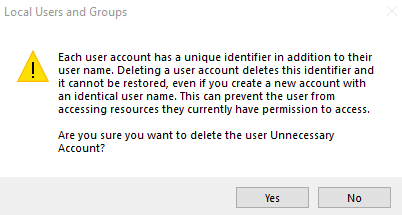 Local Users and Groups
Each user account has a unique identifier in addition to their
user name. Deleting a user account deletes this identifier and
it cannot be restored, even if you create a new account with
an identical user name. This can prevent the user from
accessing resources they currently have permission to access.
Are you sure you want to delete the user Unnecessary
Account?
Yes No